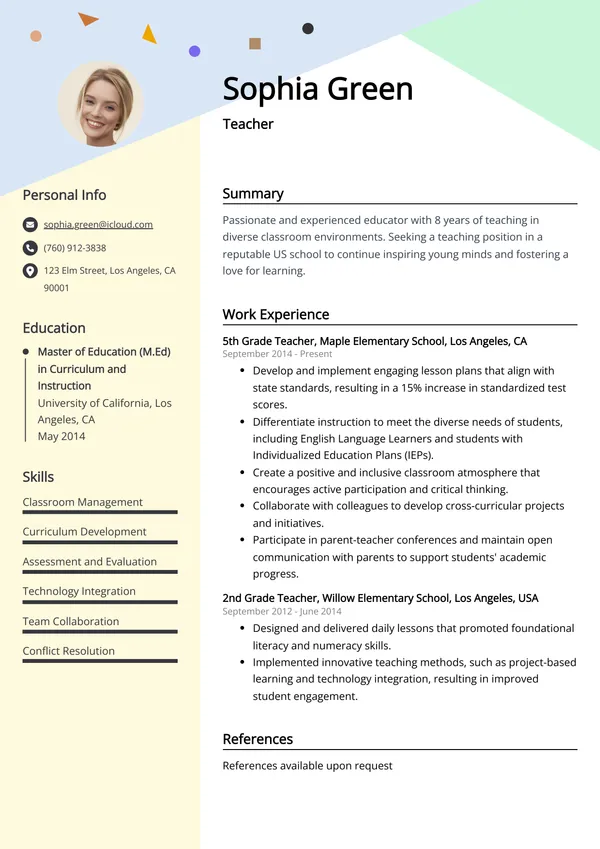 Sophia Green
Teacher
Personal Info
sophia.green@icloud.com
(760) 912-3838
123 Elm Street, Los Angeles, CA
90001
Education
Master of Education (M.Ed)
in Curriculum and
Instruction
University of California, Los
Angeles, CA
May 2014
Skills
Classroom Management
Curriculum Development
Assessment and Evaluation
Technology Integration
Team Collaboration
Conflict Resolution
Summary
Passionate and experienced educator with 8 years of teaching in
diverse classroom environments. Seeking a teaching position in a
reputable US school to continue inspiring young minds and fostering a
love for learning.
Work Experience
5th Grade Teacher, Maple Elementary School, Los Angeles, CA
September 2014 - Present
• Develop and implement engaging lesson plans that align with
state standards, resulting in a 15% increase in standardized test
scores.
• Differentiate instruction to meet the diverse needs of students,
including English Language Learners and students with
Individualized Education Plans (IEPs).
• Create a positive and inclusive classroom atmosphere that
encourages active participation and critical thinking.
• Collaborate with colleagues to develop cross-curricular projects
and initiatives.
• Participate in parent-teacher conferences and maintain open
communication with parents to support students' academic
progress.
2nd Grade Teacher, Willow Elementary School, Los Angeles, USA
September 2012 - June 2014
• Designed and delivered daily lessons that promoted foundational
literacy and numeracy skills.
• Implemented innovative teaching methods, such as project-based
learning and technology integration, resulting in improved
student engagement.
References
References available upon request